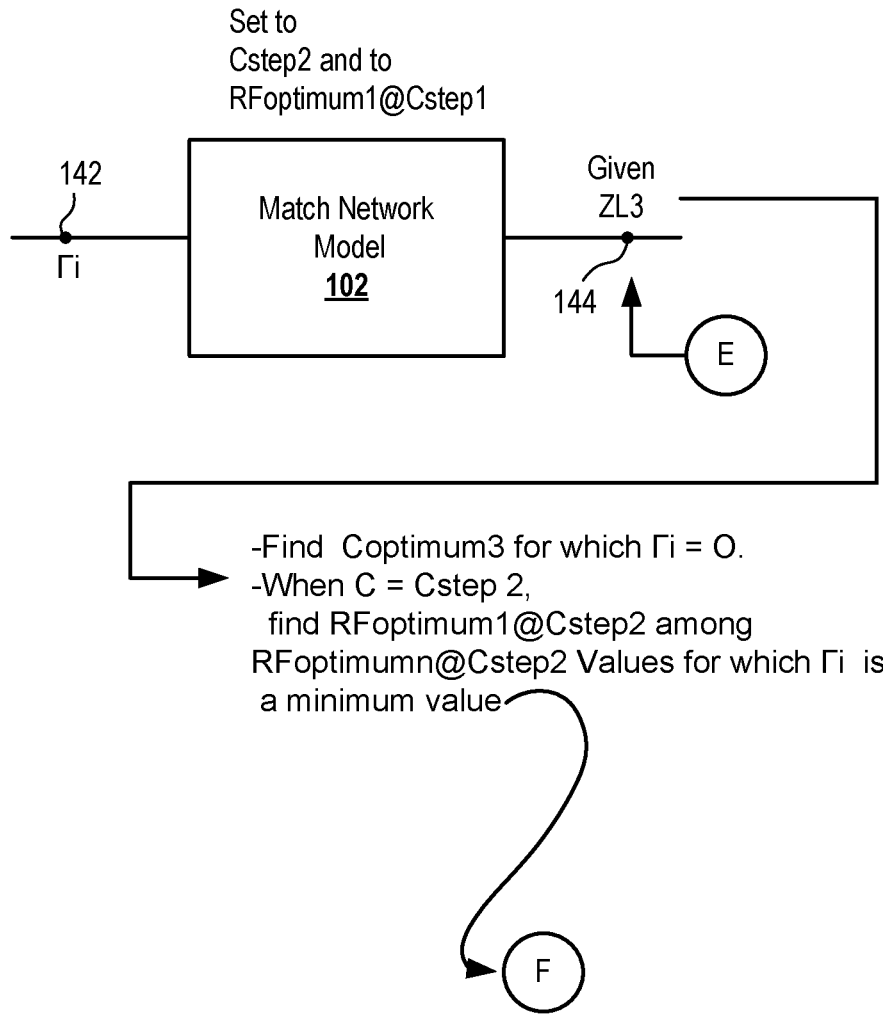 Set to
Cstep2 and to
RFoptimum1@Cstep1
142
Γi
Match Network
Model
102
Given
ZL3
144
E
-Find Coptimum3 for which Γi = O.
-When C = Cstep 2,
find RFoptimum1@Cstep2 among
RFoptimumn@Cstep2 Values for which Γi is
a minimum value
F